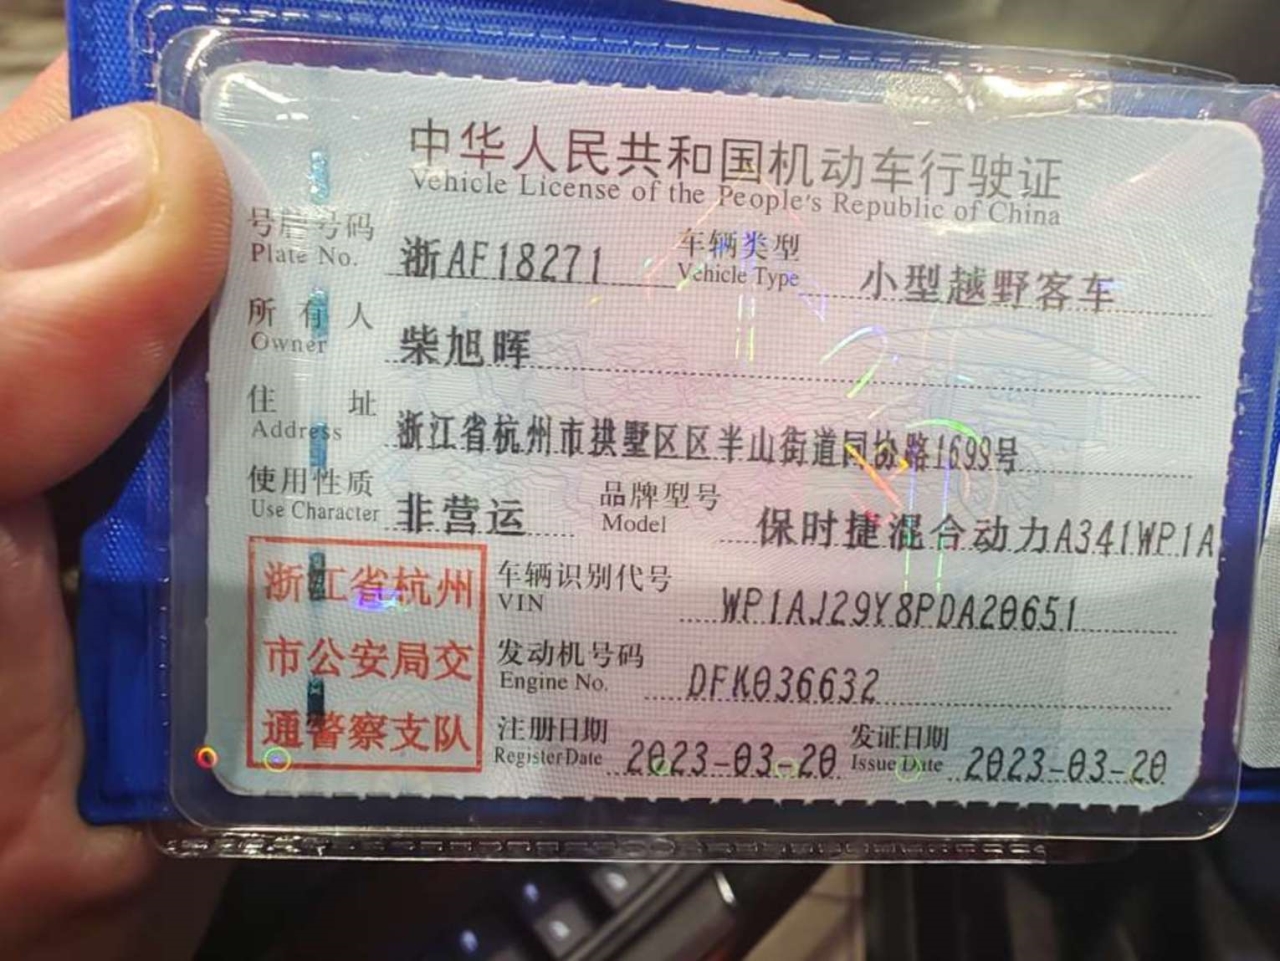 中华人民共和国机动车行驶证
Vehicle License of the People's Republic of China
号牌号码 浙AF18271 车辆类型 小型越野客车
Plate No. Vehicle Type
所有人 柴旭晖
Owner
住址 浙江省杭州市拱墅区区半山街道同协路1699号
Address
使用性质 非营运 品牌型号 保时捷混合动力A341WP1A
Use Character Model
浙江省杭州
市公安局交
通警察支队
车辆识别代号 WP1AJ29Y8PDA20651
VIN
发动机号码 DFK036632
Engine No.
注册日期 2023-03-20 发证日期 2023-03-20
Register Date Issue Date